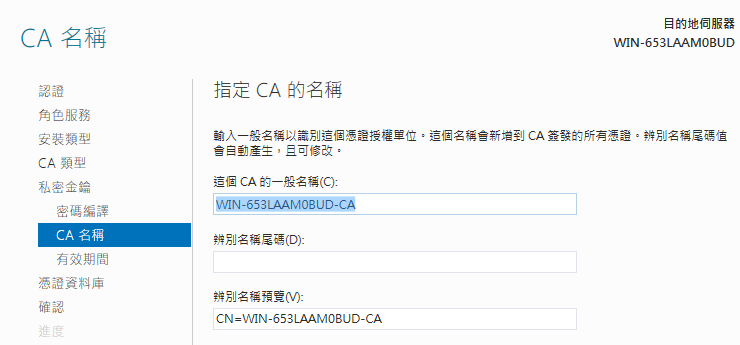 CA 名稱
目的地伺服器
WIN-653LAAM0BUD
認證
角色服務
安裝類型
CA 類型
私密金鑰
密碼編譯
CA 名稱
有效期間
憑證資料庫
確認
進度
指定 CA 的名稱
輸入一般名稱以識別這個憑證授權單位。這個名稱會新增到 CA 簽發的所有憑證。辨別名稱尾碼值
會自動產生，且可修改。
這個 CA 的一般名稱(C):
WIN-653LAAM0BUD-CA
辨別名稱尾碼(D):
辨別名稱預覽(V):
CN=WIN-653LAAM0BUD-CA